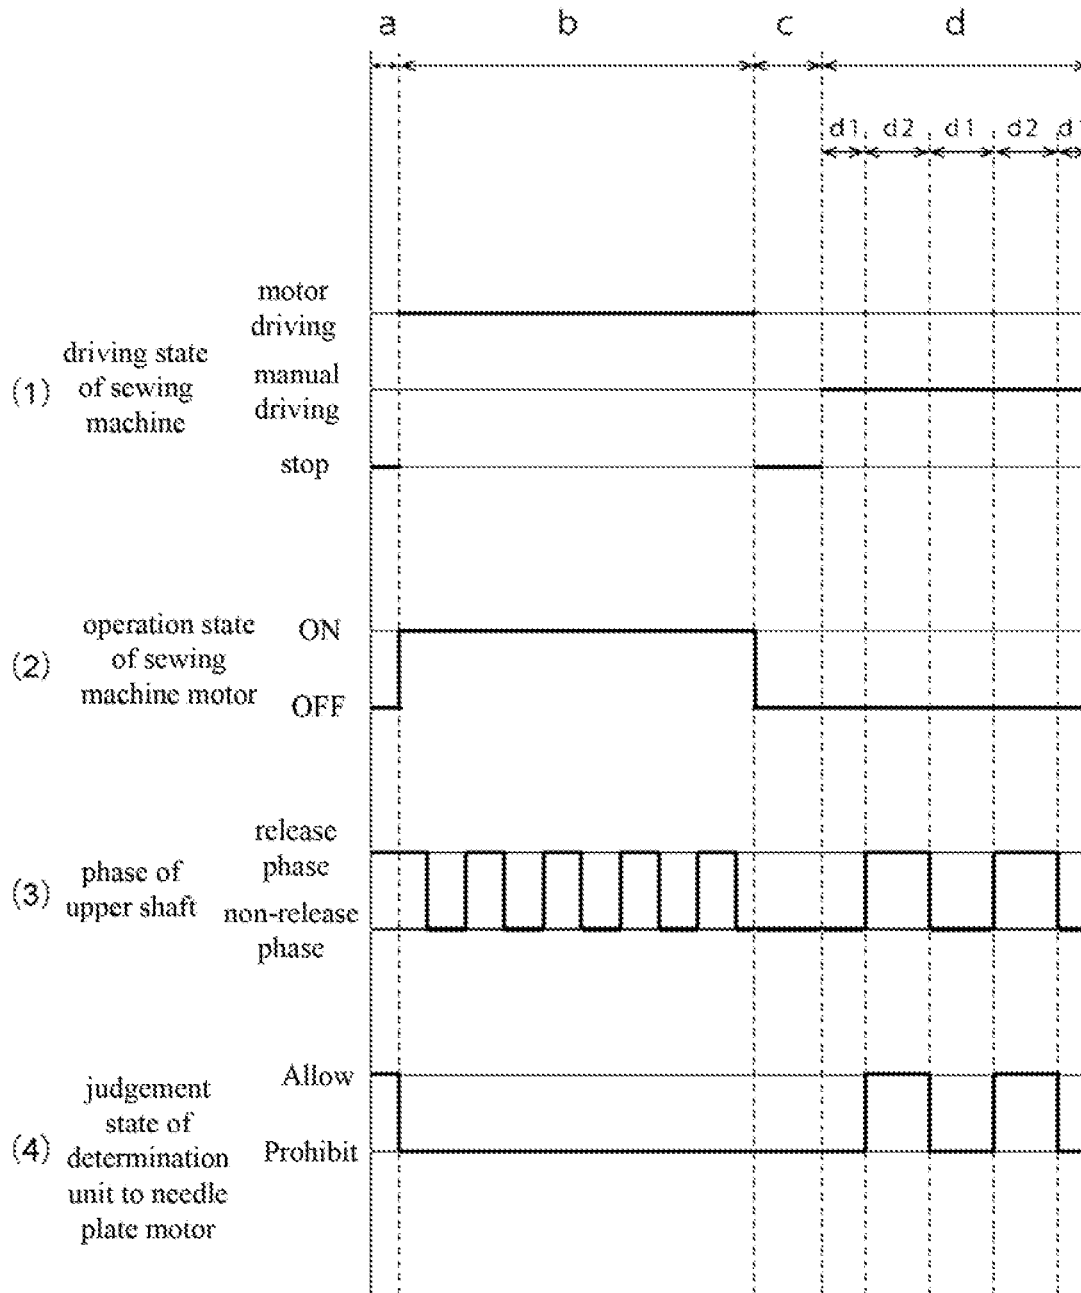 a b c d
d1 d2 d1 d2 d1
motor
driving
(1) driving state
of sewing
machine
manual
driving
stop
(2) operation state
of sewing
machine motor
ON
OFF
(3) phase of
upper shaft
release
phase
non-release
phase
(4) judgement
state of
determination
unit to needle
plate motor
Allow
Prohibit